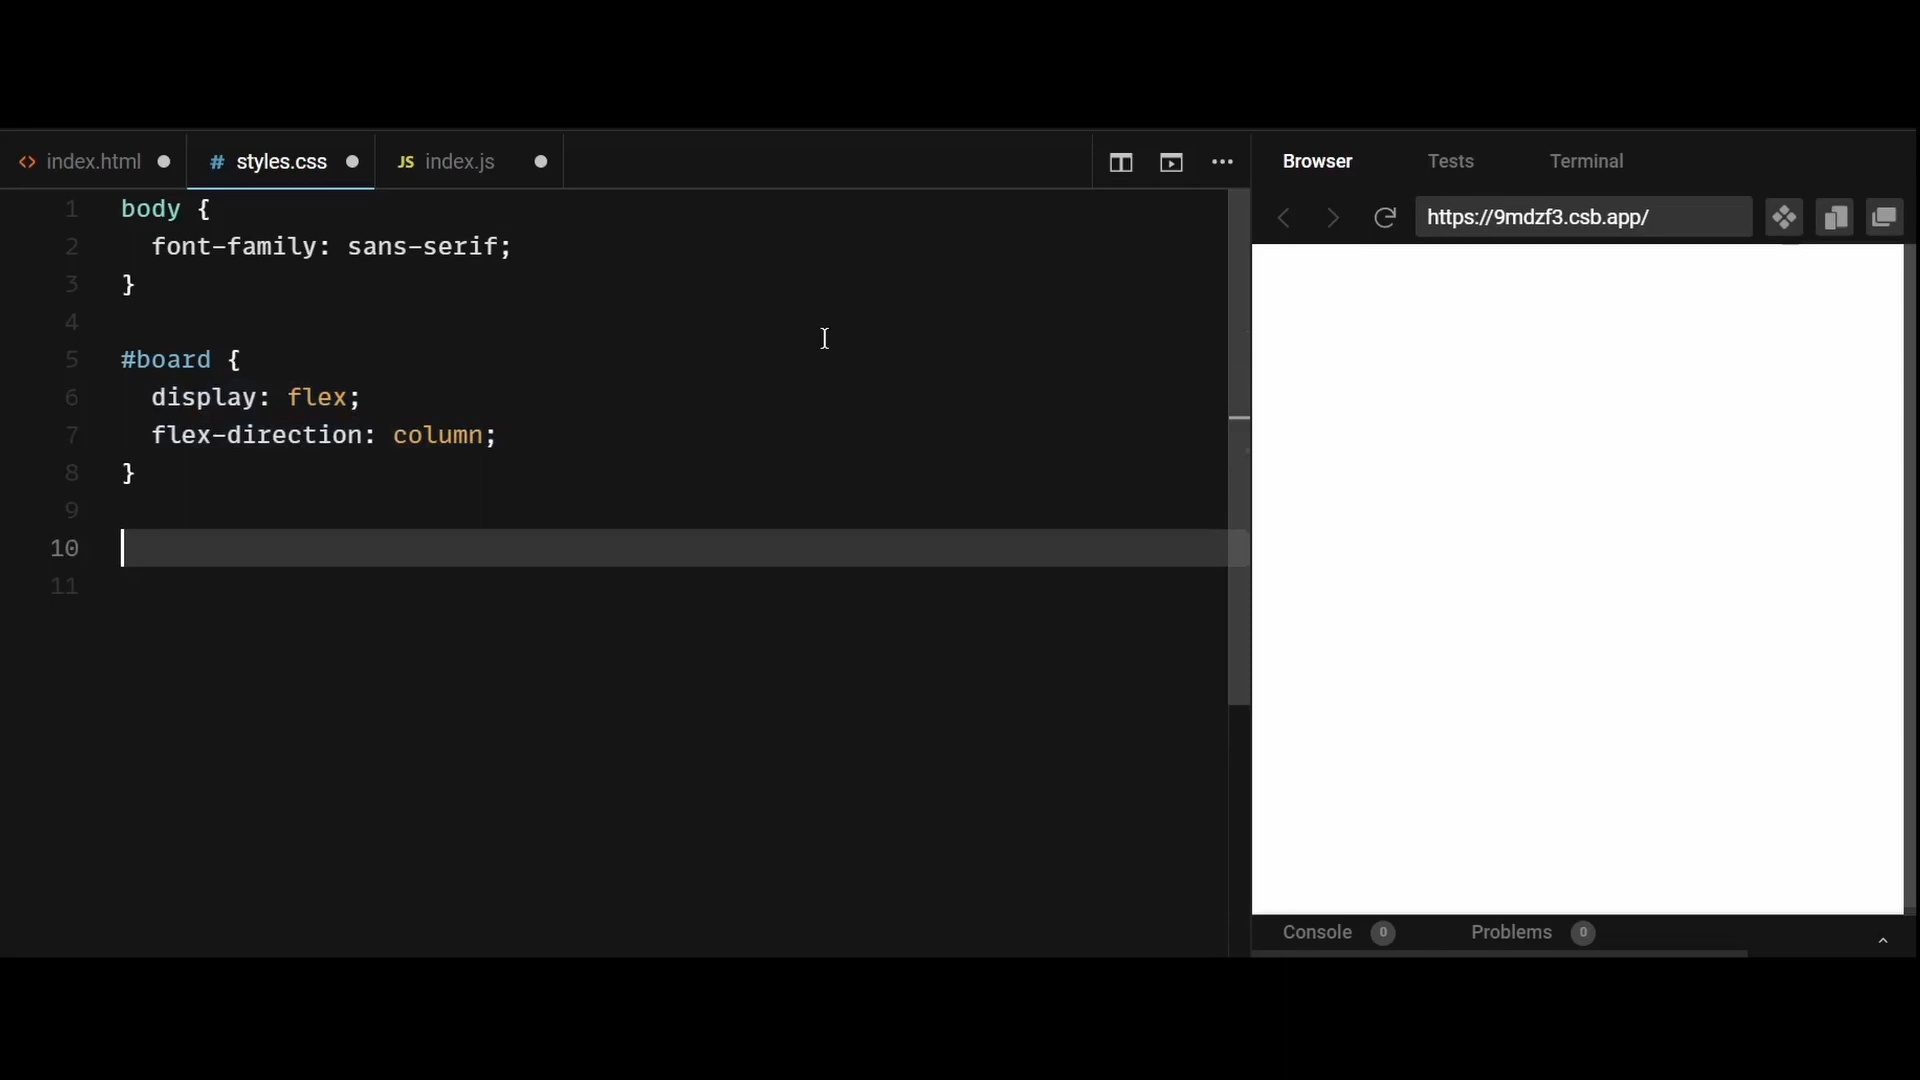 <> index.html
# styles.css
JS index.js
Browser
Tests
Terminal
https://9mdzf3.csb.app/
1 body {
2 font-family: sans-serif;
3 }
4
5 #board {
6 display: flex;
7 flex-direction: column;
8 }
9
10
11
Console 0
Problems 0